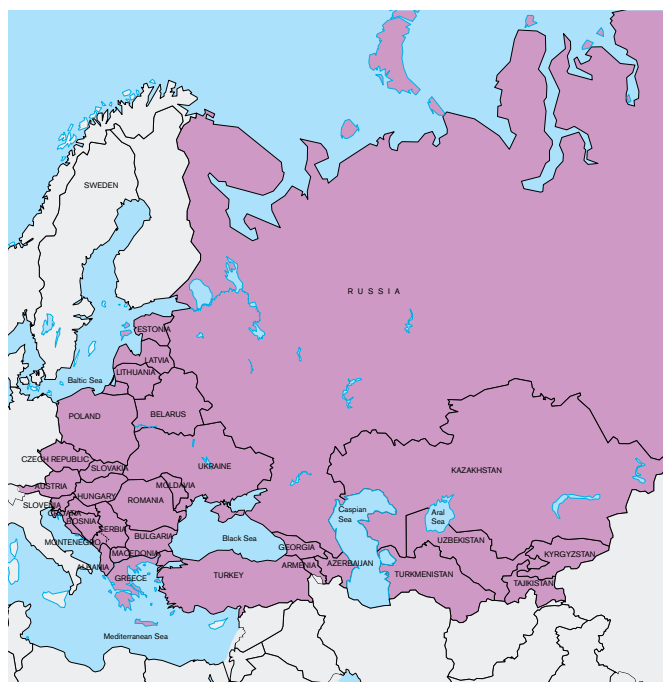 SWEDEN
RUSSIA
ESTONIA
LATVIA
LITHUANIA
Baltic Sea
POLAND
BELARUS
CZECH REPUBLIC
SLOVAKIA
UKRAINE
KAZAKHSTAN
AUSTRIA
MOLDAVIA
HUNGARY
ROMANIA
SLOVENIA
BOSNIA
SERBIA
Caspian
Sea
Aral
Sea
BULGARIA
Black Sea
UZBEKISTAN
MONTENEGRO
MACEDONIA
GEORGIA
KYRGYZSTAN
ALBANIA
GREECE
TURKEY
ARMENIA
AZERBAIJAN
TURKMENISTAN
TAJIKISTAN
Mediterranean Sea